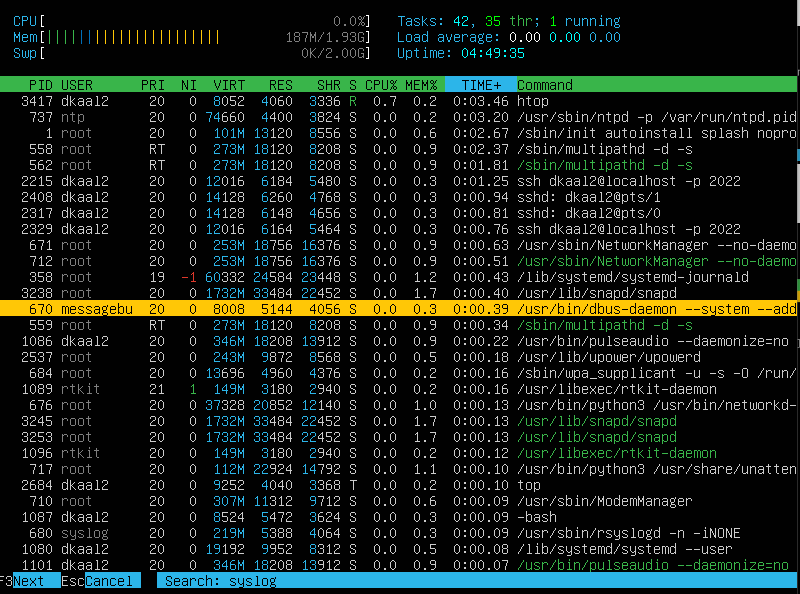 CPU[ 0.0%] Tasks: 42, 35 thr; 1 running
Mem[|||||||||||||||||||||| 187M/1.93G] Load average: 0.00 0.00 0.00
Swp[ 0K/2.00G] Uptime: 04:49:35
PID USER PRI NI VIRT RES SHR S CPU% MEM% TIME+ Command
3417 dkaal2 20 0 8052 4060 3336 R 0.7 0.2 0:03.46 htop
737 ntp 20 0 74660 4400 3824 S 0.0 0.2 0:03.20 /usr/sbin/ntpd -p /var/run/ntpd.pid
1 root 20 0 101M 13120 8556 S 0.0 0.6 0:02.67 /sbin/init autoinstall splash nopro
558 root RT 0 273M 18120 8208 S 0.0 0.9 0:02.37 /sbin/multipathd -d -s
562 root RT 0 273M 18120 8208 S 0.0 0.9 0:01.81 /sbin/multipathd -d -s
2215 dkaal2 20 0 12016 6184 5480 S 0.0 0.3 0:01.25 ssh dkaal2@localhost -p 2022
2408 dkaal2 20 0 14128 6260 4768 S 0.0 0.3 0:00.94 sshd: dkaal2@pts/1
2317 dkaal2 20 0 14128 6148 4656 S 0.0 0.3 0:00.81 sshd: dkaal2@pts/0
2329 dkaal2 20 0 12016 6164 5464 S 0.0 0.3 0:00.76 ssh dkaal2@localhost -p 2022
671 root 20 0 253M 18756 16376 S 0.0 0.9 0:00.63 /usr/sbin/NetworkManager --no-daemo
712 root 20 0 253M 18756 16376 S 0.0 0.9 0:00.51 /usr/sbin/NetworkManager --no-daemo
358 root 19 -1 60332 24584 23448 S 0.0 1.2 0:00.43 /lib/systemd/systemd-journald
3238 root 20 0 1732M 33484 22452 S 0.0 1.7 0:00.40 /usr/lib/snapd/snapd
670 messagebu 20 0 8008 5144 4056 S 0.0 0.3 0:00.39 /usr/bin/dbus-daemon --system --add
559 root RT 0 273M 18120 8208 S 0.0 0.9 0:00.34 /sbin/multipathd -d -s
1086 dkaal2 20 0 346M 18208 13912 S 0.0 0.9 0:00.22 /usr/bin/pulseaudio --daemonize=no
2537 root 20 0 243M 9872 8568 S 0.0 0.5 0:00.18 /usr/lib/upower/upowerd
684 root 20 0 13696 4960 4376 S 0.0 0.2 0:00.16 /sbin/wpa_supplicant -u -s -O /run/
1089 rtkit 21 1 149M 3180 2940 S 0.0 0.2 0:00.16 /usr/libexec/rtkit-daemon
676 root 20 0 37328 20852 12140 S 0.0 1.0 0:00.13 /usr/bin/python3 /usr/bin/networkd-
3245 root 20 0 1732M 33484 22452 S 0.0 1.7 0:00.13 /usr/lib/snapd/snapd
3253 root 20 0 1732M 33484 22452 S 0.0 1.7 0:00.13 /usr/lib/snapd/snapd
1096 rtkit 20 0 149M 3180 2940 S 0.0 0.2 0:00.12 /usr/libexec/rtkit-daemon
717 root 20 0 112M 22924 14792 S 0.0 1.1 0:00.10 /usr/bin/python3 /usr/share/unatten
2684 dkaal2 20 0 9252 4040 3368 T 0.0 0.2 0:00.10 top
710 root 20 0 307M 11312 9712 S 0.0 0.6 0:00.09 /usr/sbin/ModemManager
1087 dkaal2 20 0 8524 5472 3624 S 0.0 0.3 0:00.09 -bash
680 syslog 20 0 219M 5388 4064 S 0.0 0.3 0:00.09 /usr/sbin/rsyslogd -n -iNONE
1080 dkaal2 20 0 19192 9952 8312 S 0.0 0.5 0:00.08 /lib/systemd/systemd --user
1101 dkaal2 20 0 346M 18208 13912 S 0.0 0.9 0:00.07 /usr/bin/pulseaudio --daemonize=no
F3Next EscCancel Search: syslog